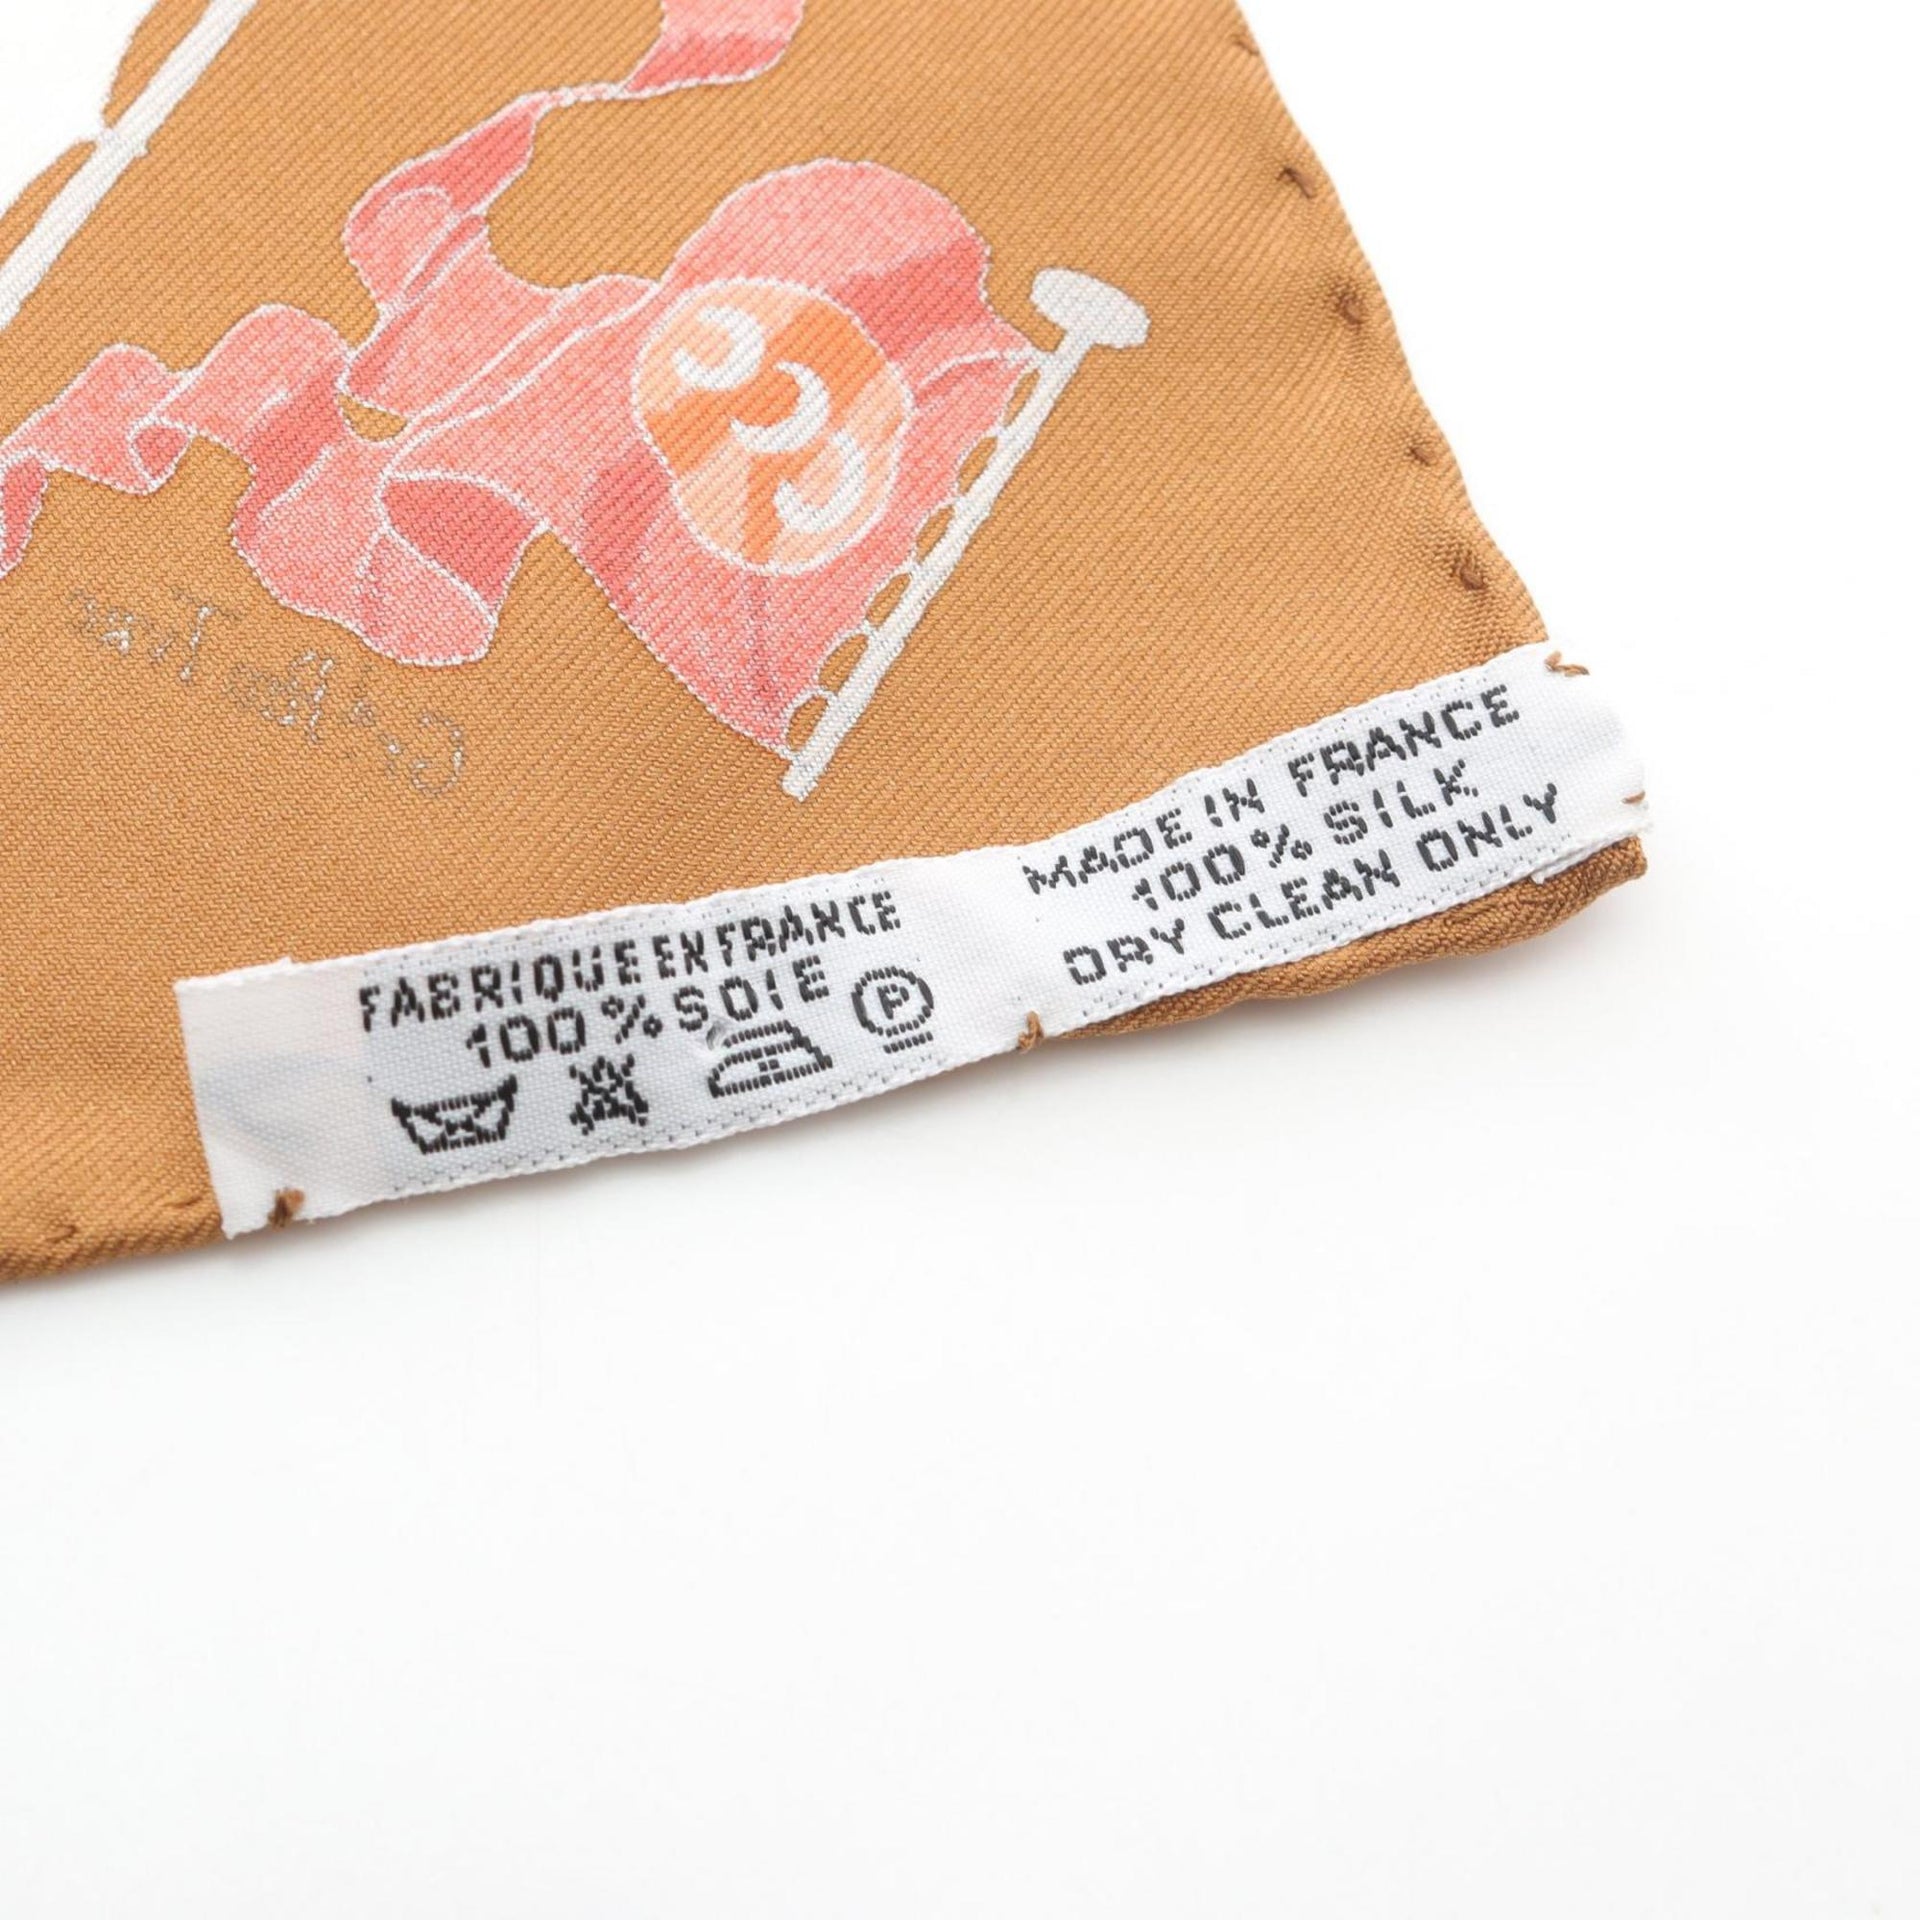 FABRIQUE EN FRANCE
100 % SOIE
P
MADE IN FRANCE
100% SILK
DRY CLEAN ONLY